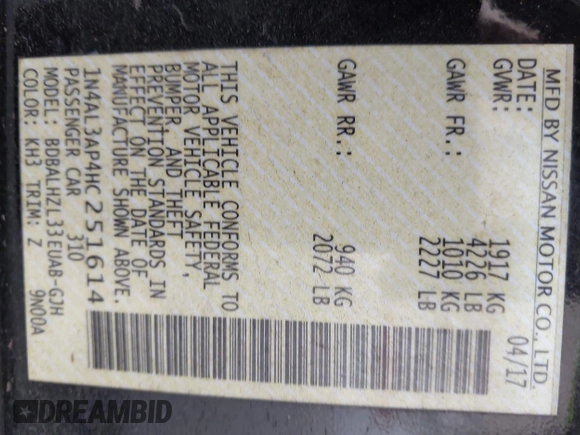 MFD BY NISSAN MOTOR CO., LTD.
DATE: 04/17
GVWR: 1917 KG
4226 LB
GAWR FR.: 1010 KG
2227 LB
GAWR RR.: 940 KG
2072 LB
THIS VEHICLE CONFORMS TO
ALL APPLICABLE FEDERAL
MOTOR VEHICLE SAFETY,
BUMPER AND THEFT
PREVENTION STANDARDS IN
EFFECT ON THE DATE OF
MANUFACTURE SHOWN ABOVE.
1N4AL3AP4HC251614
PASSENGER CAR 310
MODEL: BDBALHZL33EUAB-GJH
COLOR: KH3 TRIM: Z 9N00A
DREAMBID